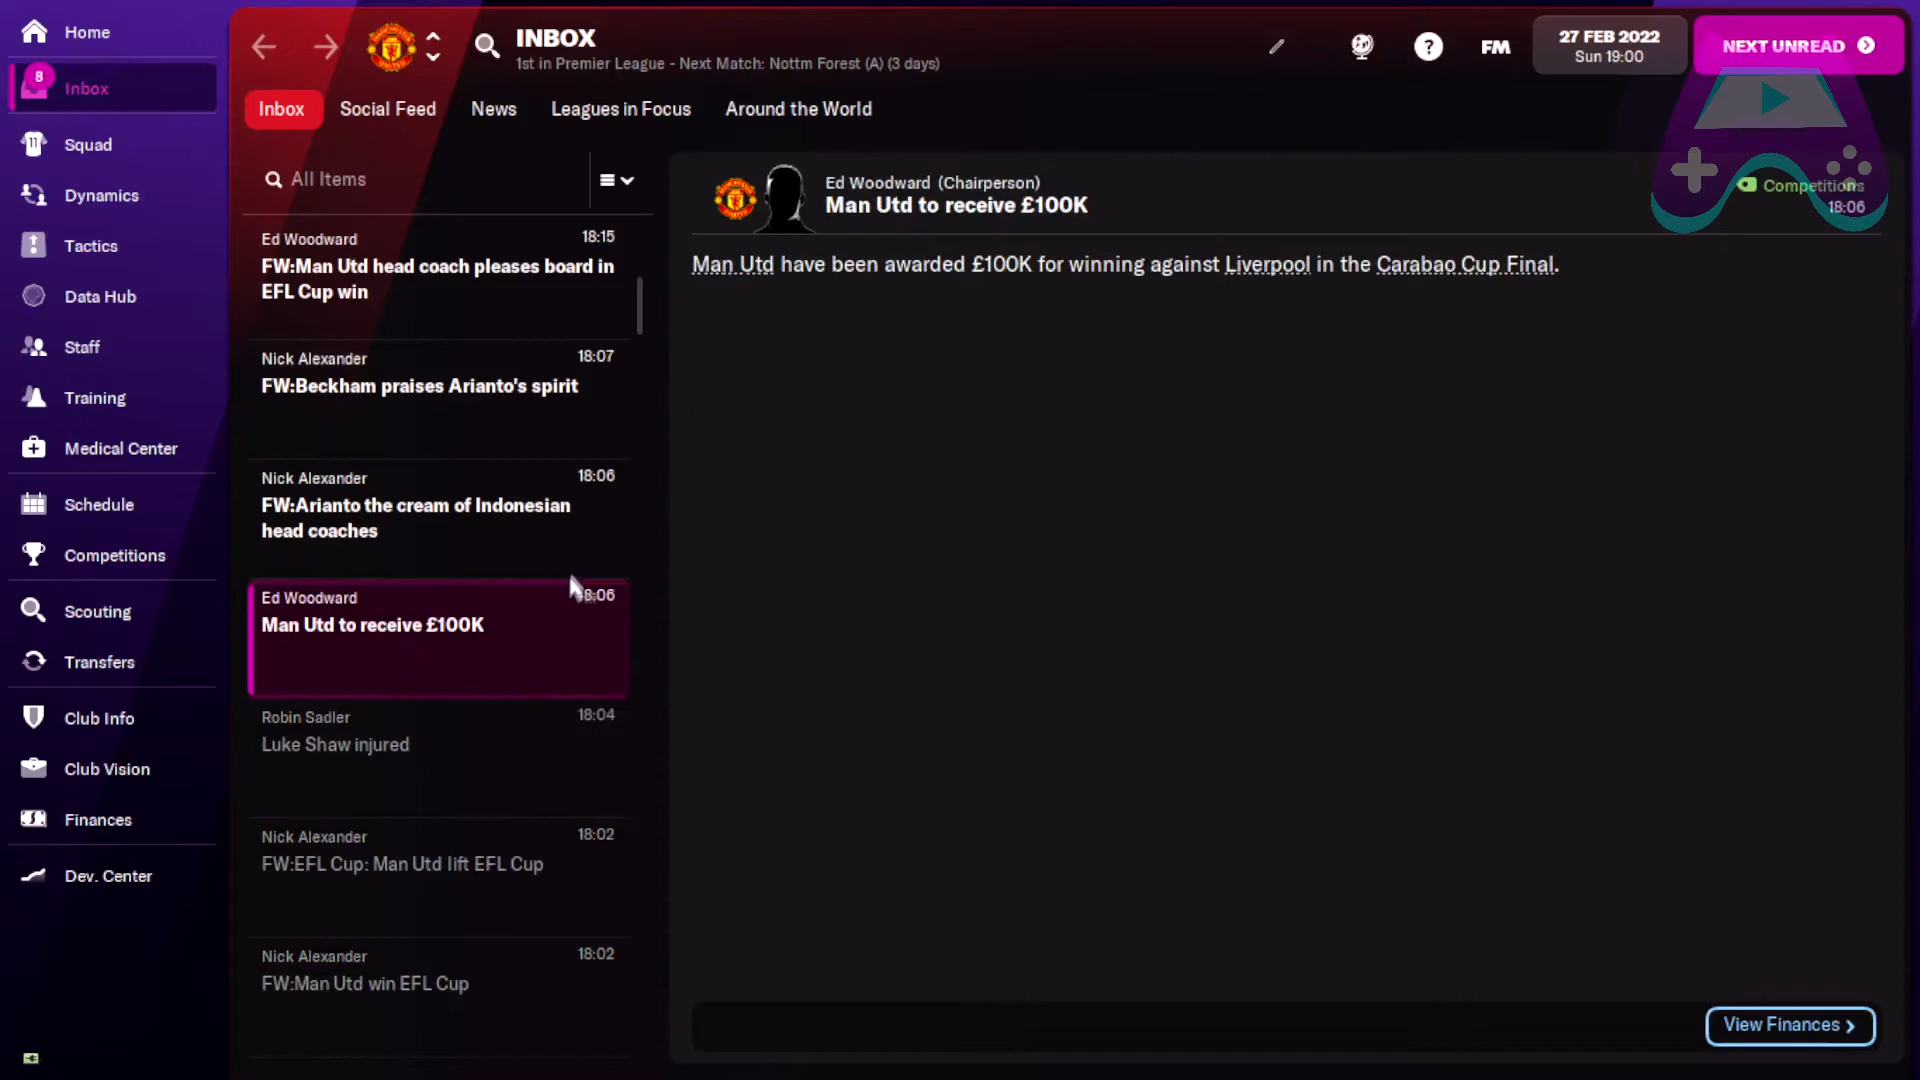 Home
8
Inbox
Squad
Dynamics
Tactics
Data Hub
Staff
Training
Medical Center
Schedule
Competitions
Scouting
Transfers
Club Info
Club Vision
Finances
Dev. Center
INBOX
1st in Premier League - Next Match: Nottm Forest (A) (3 days)
FM
27 FEB 2022
Sun 19:00
NEXT UNREAD
Inbox Social Feed News Leagues in Focus Around the World
All Items
Ed Woodward 18:15
FW:Man Utd head coach pleases board in
EFL Cup win
Nick Alexander 18:07
FW:Beckham praises Arianto's spirit
Nick Alexander 18:06
FW:Arianto the cream of Indonesian
head coaches
Ed Woodward 18:06
Man Utd to receive £100K
Robin Sadler 18:04
Luke Shaw injured
Nick Alexander 18:02
FW:EFL Cup: Man Utd lift EFL Cup
Nick Alexander 18:02
FW:Man Utd win EFL Cup
Ed Woodward (Chairperson)
Man Utd to receive £100K
Competitions
18:06
Man Utd have been awarded £100K for winning against Liverpool in the Carabao Cup Final.
View Finances